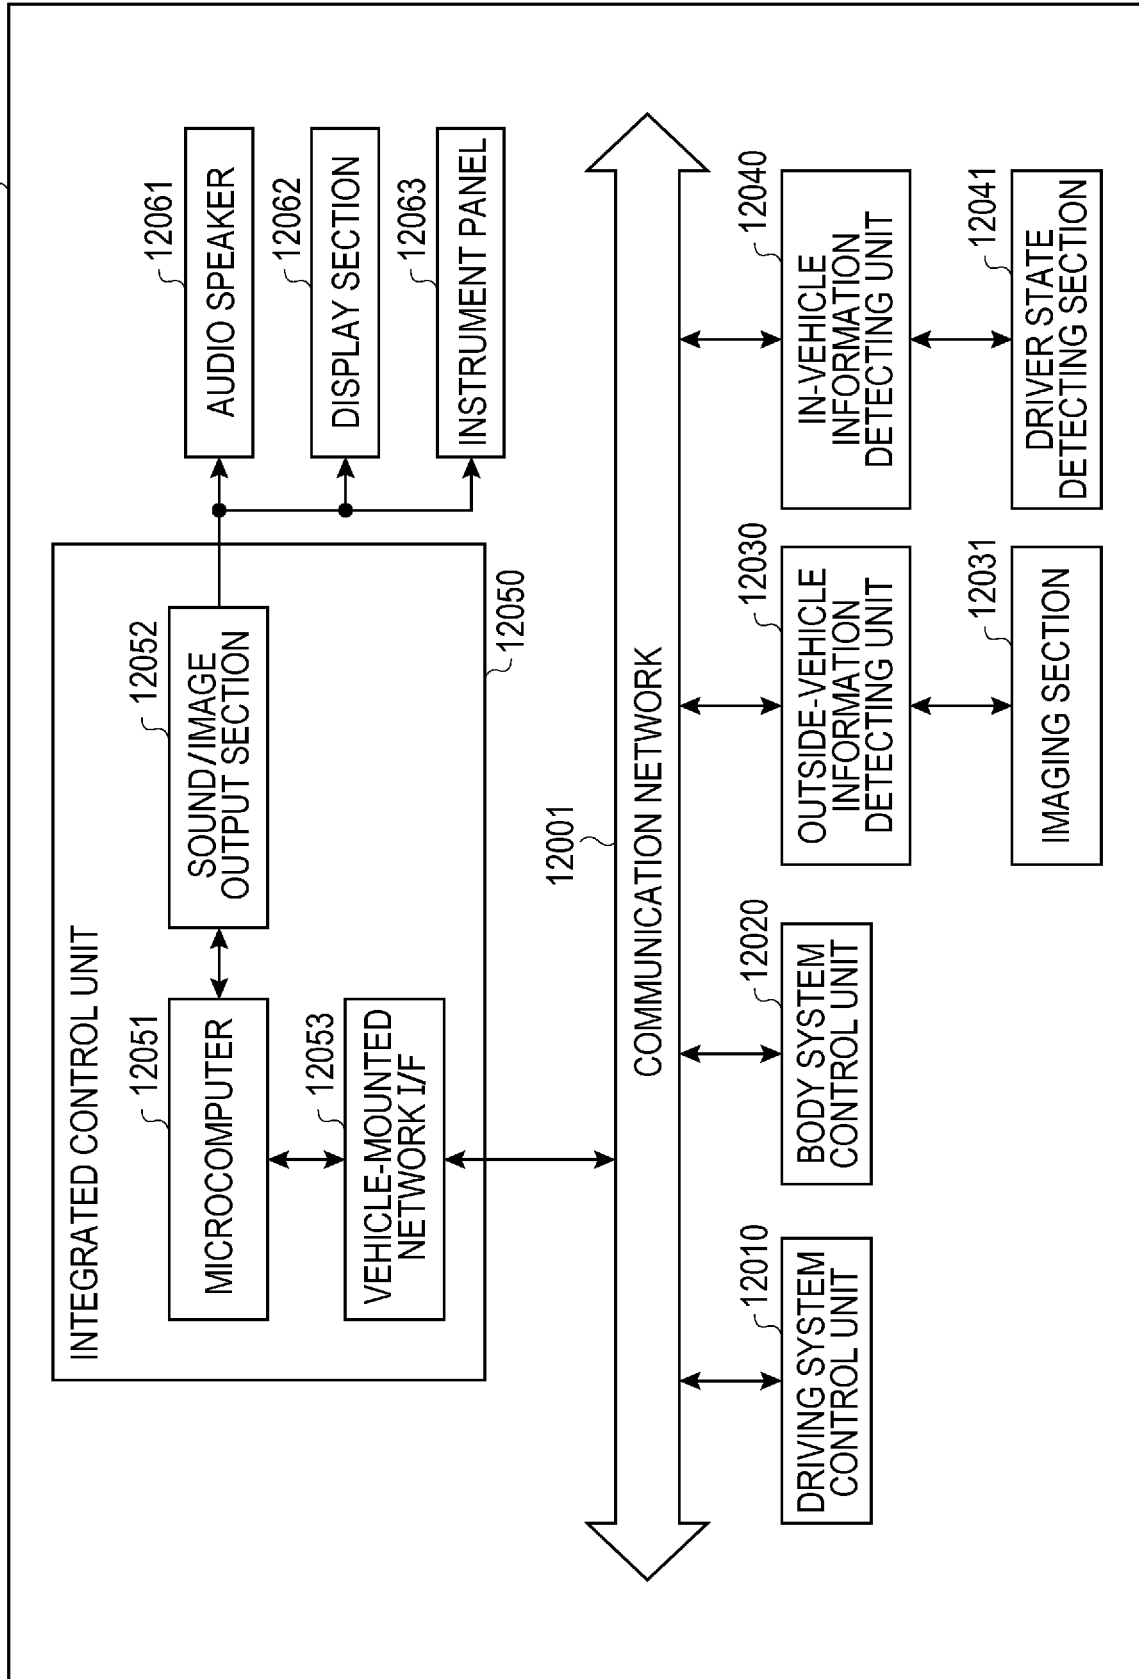 INTEGRATED CONTROL UNIT
12051
MICROCOMPUTER
12052
SOUND/IMAGE
OUTPUT SECTION
12053
VEHICLE-MOUNTED
NETWORK I/F
12050
12061
AUDIO SPEAKER
12062
DISPLAY SECTION
12063
INSTRUMENT PANEL
12001
COMMUNICATION NETWORK
12010
DRIVING SYSTEM
CONTROL UNIT
12020
BODY SYSTEM
CONTROL UNIT
12030
OUTSIDE-VEHICLE
INFORMATION
DETECTING UNIT
12031
IMAGING SECTION
12040
IN-VEHICLE
INFORMATION
DETECTING UNIT
12041
DRIVER STATE
DETECTING SECTION